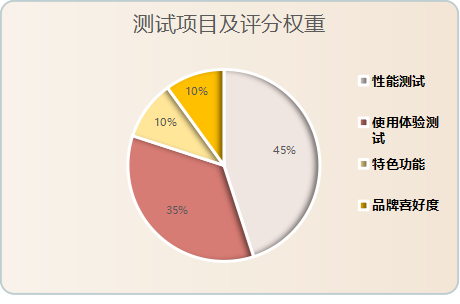 测试项目及评分权重
10%
10%
45%
35%
性能测试
使用体验测
试
特色功能
品牌喜好度